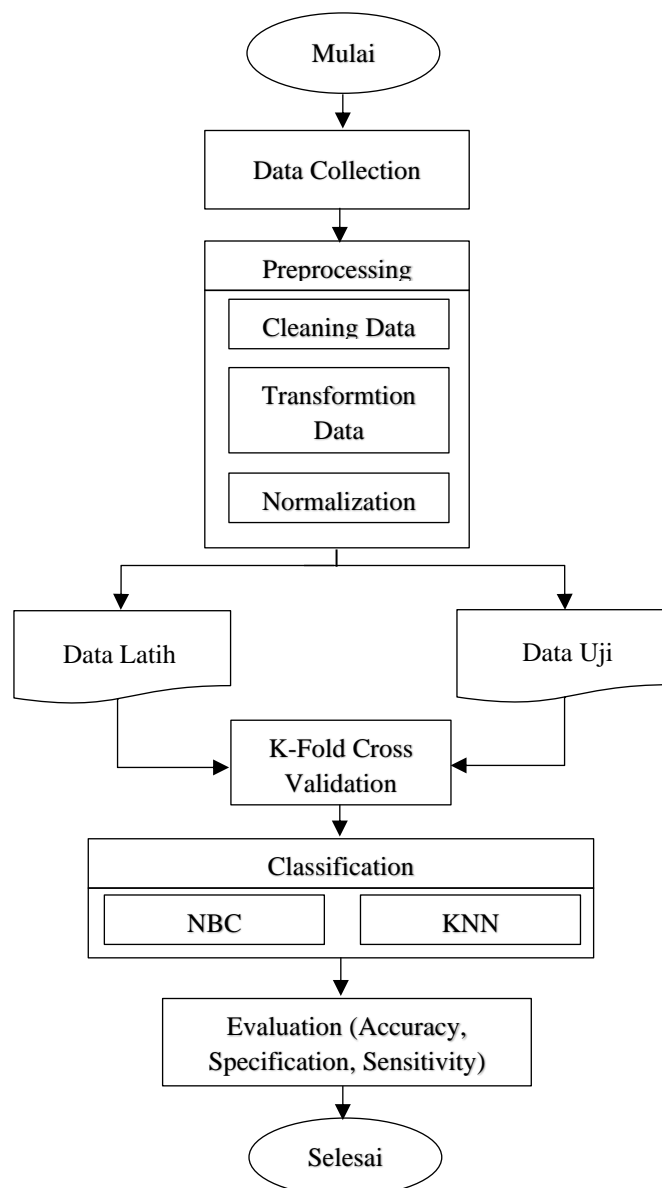 Mulai
Data Collection
Preprocessing
Cleaning Data
Transformtion
Data
Normalization
Data Latih
Data Uji
K-Fold Cross
Validation
Classification
NBC
KNN
Evaluation (Accuracy,
Specification, Sensitivity)
Selesai